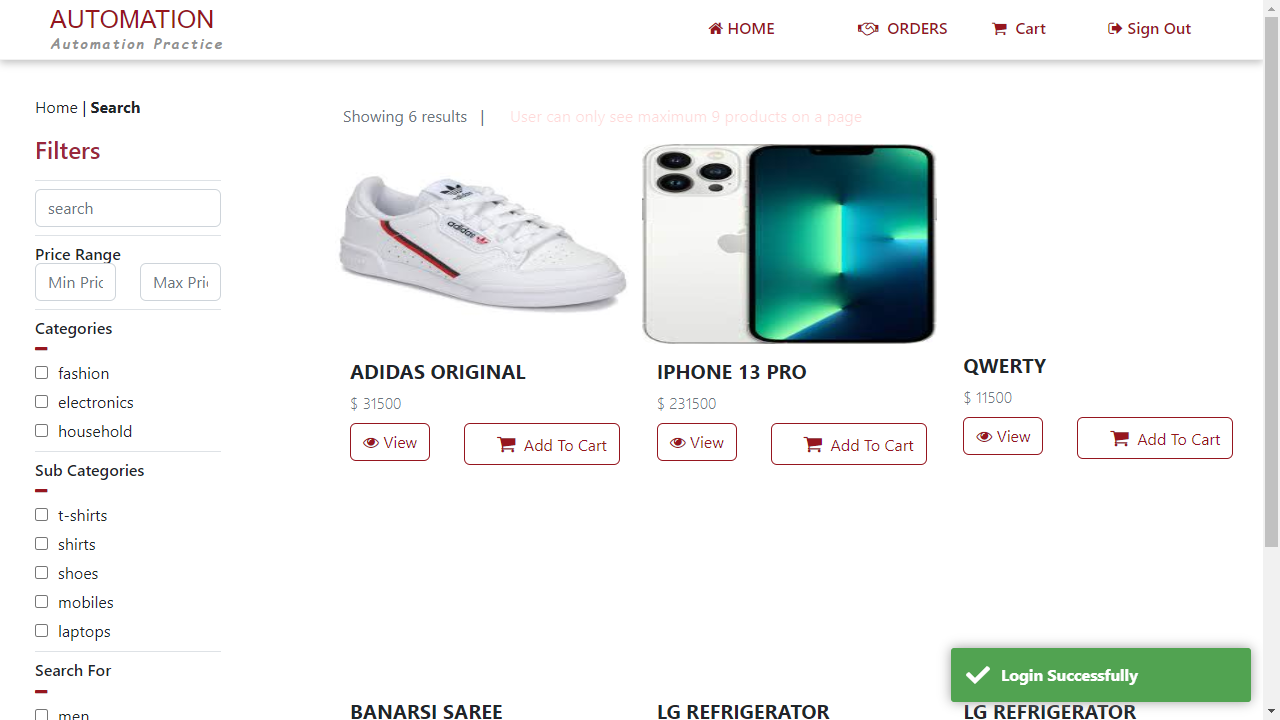 AUTOMATION
Automation Practice
HOME
ORDERS
Cart
Sign Out
Home | Search
Filters
search
Price Range
Min Pric
Max Pric
Categories
fashion
electronics
household
Sub Categories
t-shirts
shirts
shoes
mobiles
laptops
Search For
men
Showing 6 results |
User can only see maximum 9 products on a page
adidas
adidas
ADIDAS ORIGINAL
$ 31500
View
Add To Cart
IPHONE 13 PRO
$ 231500
View
Add To Cart
QWERTY
$ 11500
View
Add To Cart
BANARSI SAREE
LG REFRIGERATOR
LG REFRIGERATOR
Login Successfully